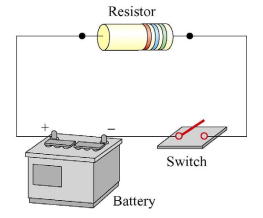 Resistor
+ −
Switch
Battery